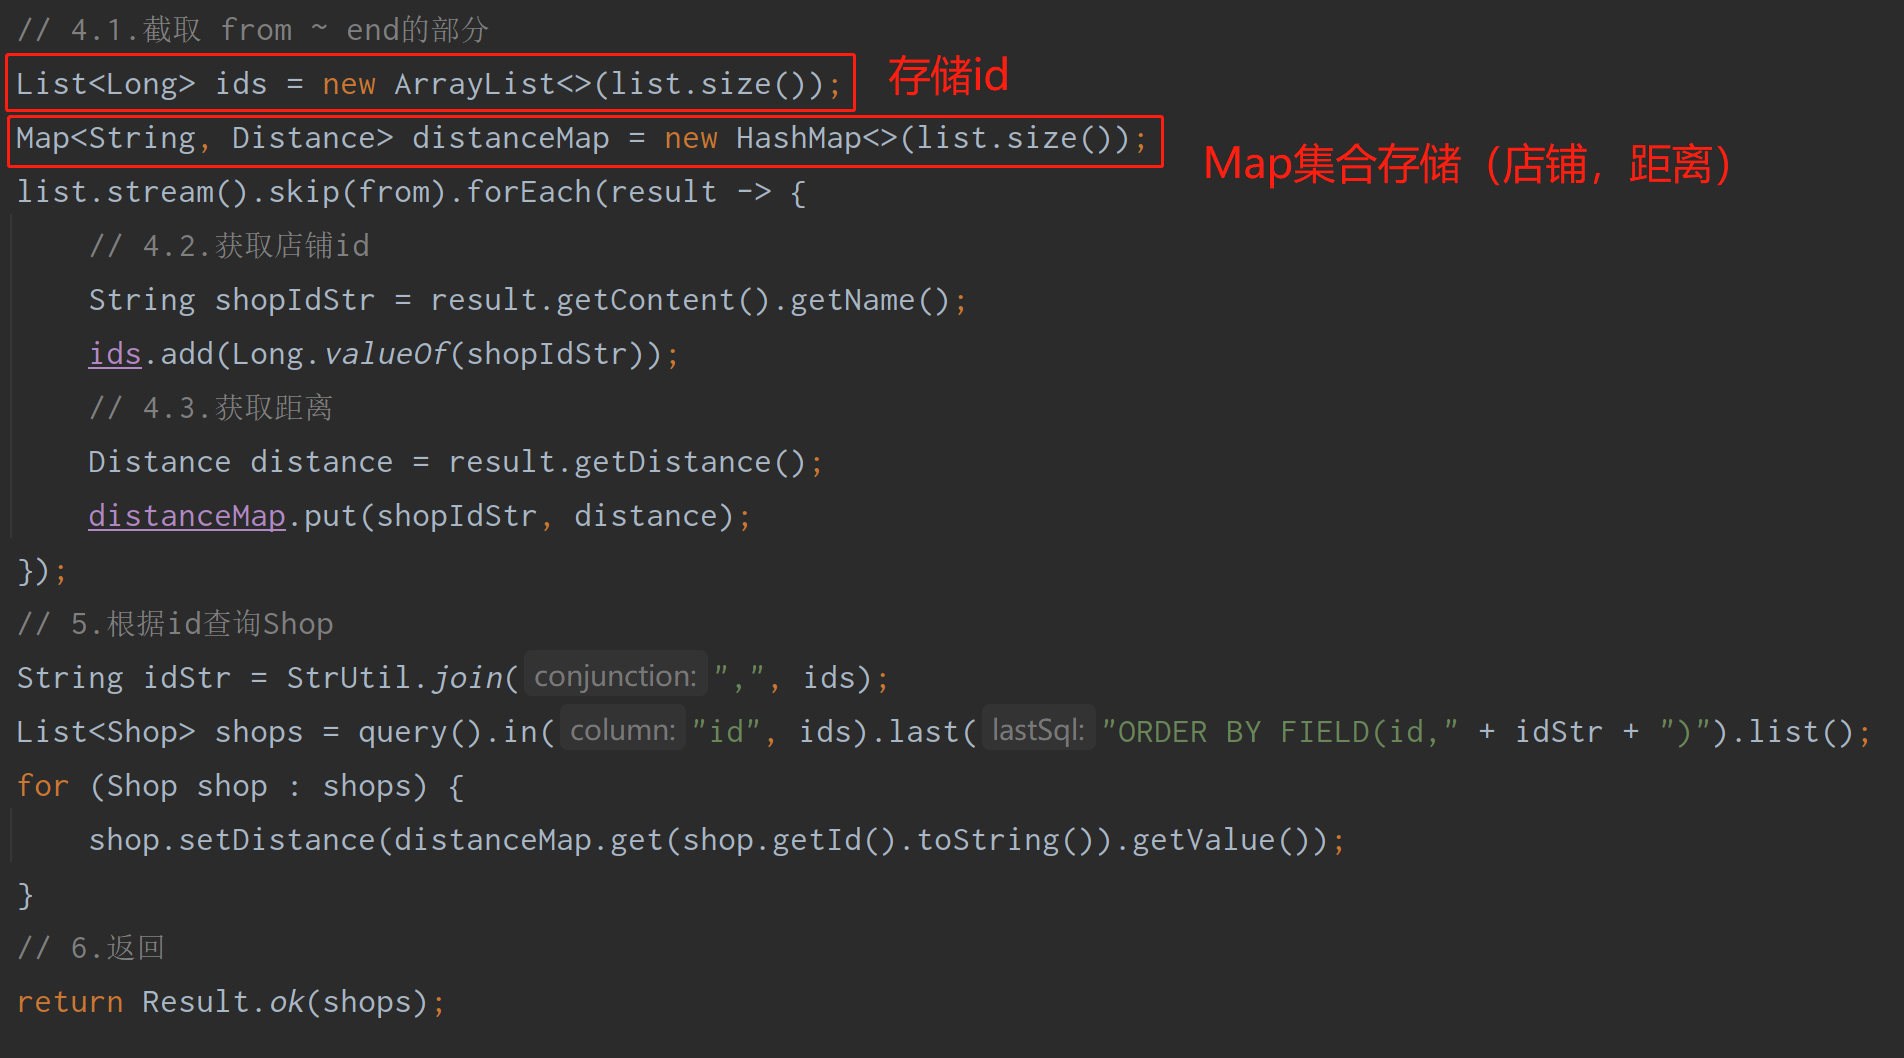 // 4.1.截取 from ~ end的部分
List<Long> ids = new ArrayList<>(list.size());
存储id
Map<String, Distance> distanceMap = new HashMap<>(list.size());
Map集合存储（店铺，距离）
list.stream().skip(from).forEach(result -> {
// 4.2.获取店铺id
String shopIdStr = result.getContent().getName();
ids.add(Long.valueOf(shopIdStr));
// 4.3.获取距离
Distance distance = result.getDistance();
distanceMap.put(shopIdStr, distance);
});
// 5.根据id查询Shop
String idStr = StrUtil.join( conjunction: ",", ids);
List<Shop> shops = query().in( column: "id", ids).last( lastSql: "ORDER BY FIELD(id," + idStr + ")").list();
for (Shop shop : shops) {
shop.setDistance(distanceMap.get(shop.getId().toString()).getValue());
}
// 6.返回
return Result.ok(shops);